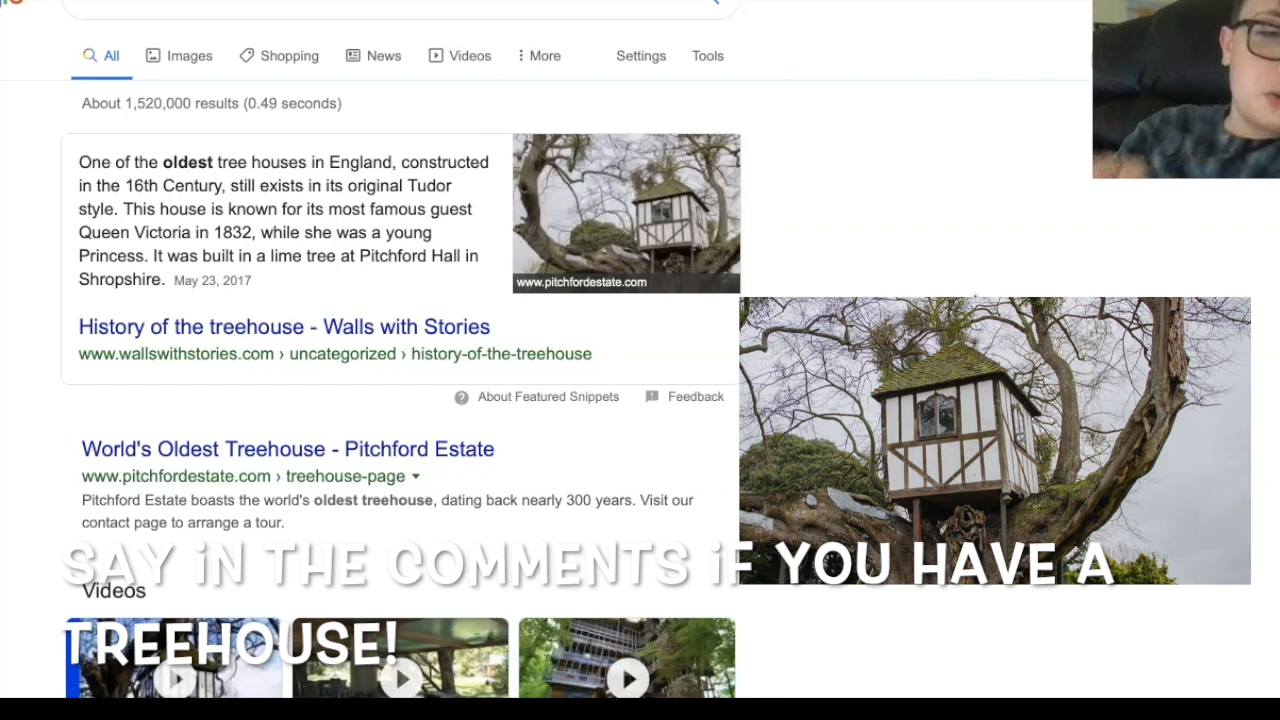 All Images Shopping News Videos More Settings Tools
About 1,520,000 results (0.49 seconds)
One of the oldest tree houses in England, constructed
in the 16th Century, still exists in its original Tudor
style. This house is known for its most famous guest
Queen Victoria in 1832, while she was a young
Princess. It was built in a lime tree at Pitchford Hall in
Shropshire. May 23, 2017
www.pitchfordestate.com
History of the treehouse - Walls with Stories
www.wallswithstories.com › uncategorized › history-of-the-treehouse
About Featured Snippets Feedback
World's Oldest Treehouse - Pitchford Estate
www.pitchfordestate.com › treehouse-page
Pitchford Estate boasts the world's oldest treehouse, dating back nearly 300 years. Visit our
contact page to arrange a tour.
SAY iN THE COMMENTS iF YOU HAVE A
Videos
TREEHOUSE!